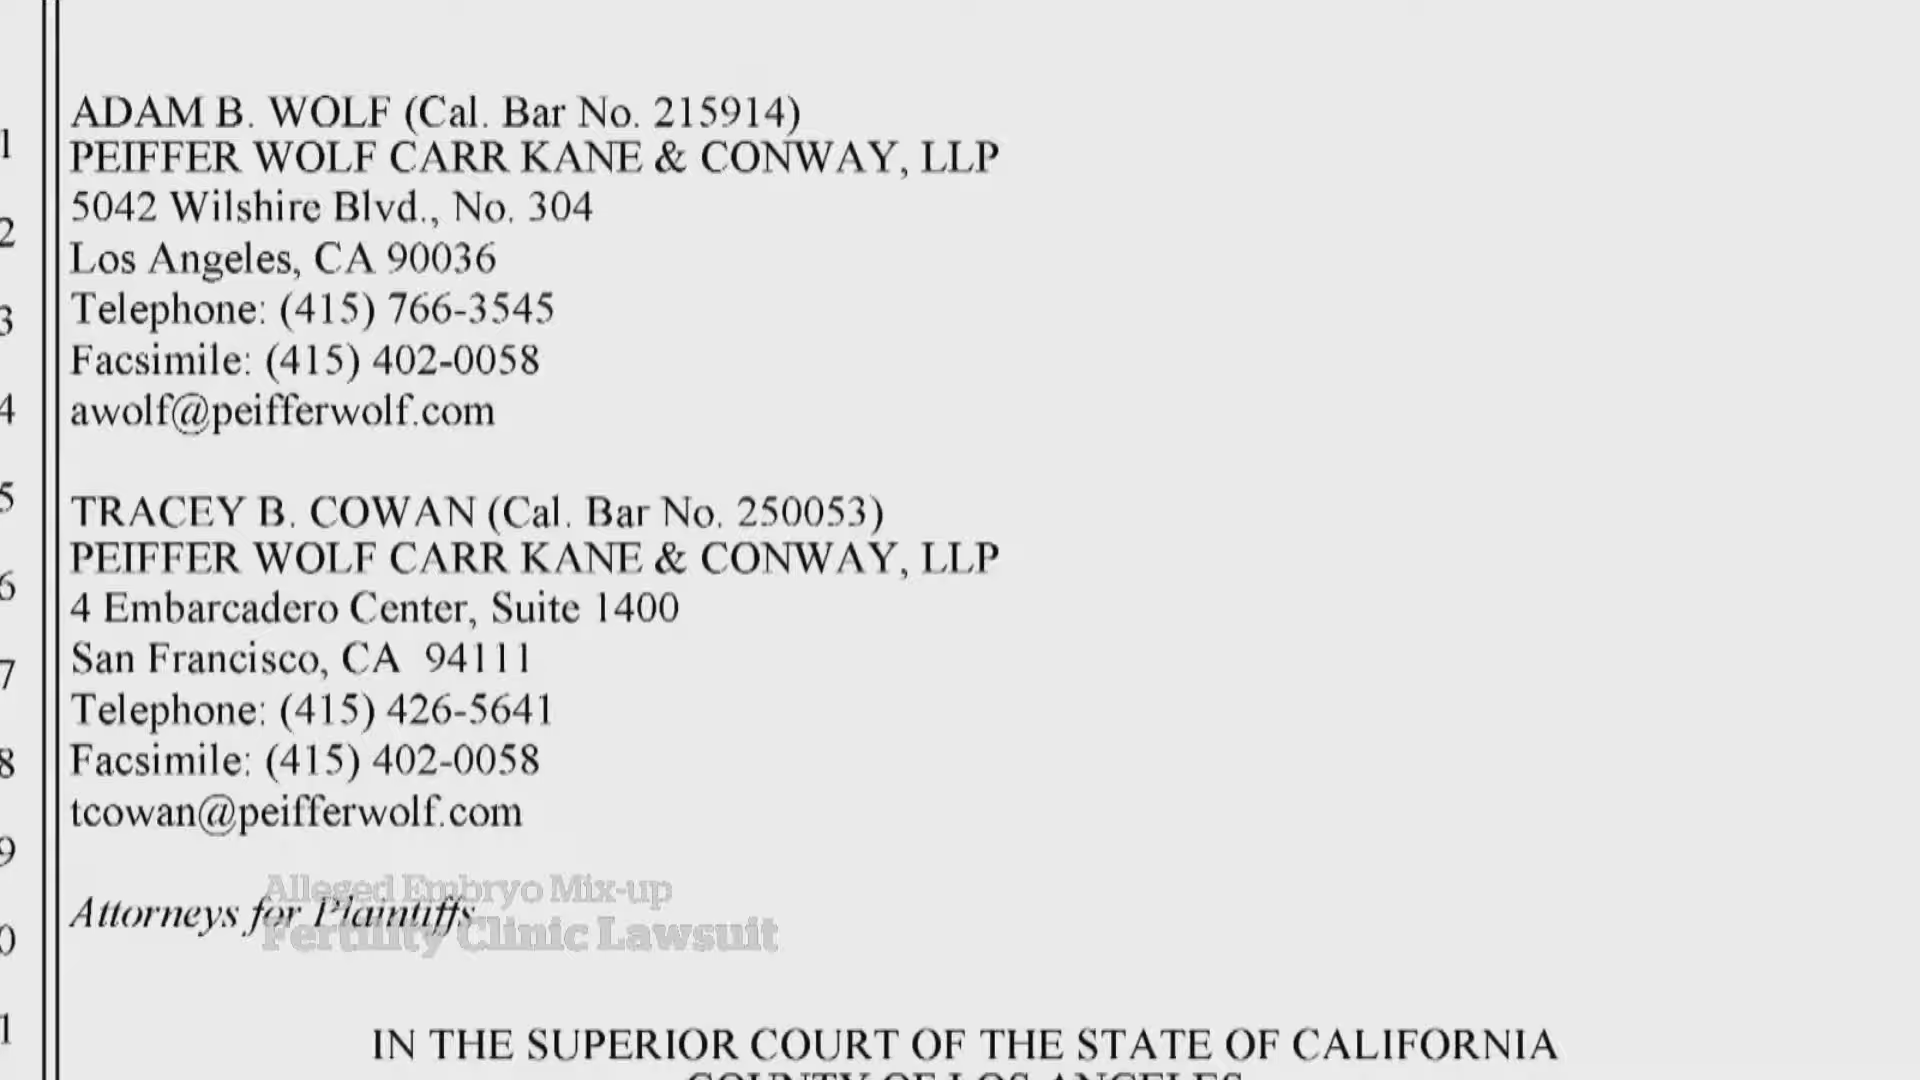 ADAM B. WOLF (Cal. Bar No. 215914)
1
PEIFFER WOLF CARR KANE & CONWAY, LLP
5042 Wilshire Blvd., No. 304
2
Los Angeles, CA 90036
Telephone: (415) 766-3545
3
Facsimile: (415) 402-0058
4
awolf@peifferwolf.com
5
TRACEY B. COWAN (Cal. Bar No. 250053)
PEIFFER WOLF CARR KANE & CONWAY, LLP
6
4 Embarcadero Center, Suite 1400
7
San Francisco, CA 94111
Telephone: (415) 426-5641
8
Facsimile: (415) 402-0058
tcowan@peifferwolf.com
9
Alleged Embryo Mix-up
Attorneys for Plaintiffs
Fertility Clinic Lawsuit
0
1
IN THE SUPERIOR COURT OF THE STATE OF CALIFORNIA
COUNTY OF LOS ANGELES